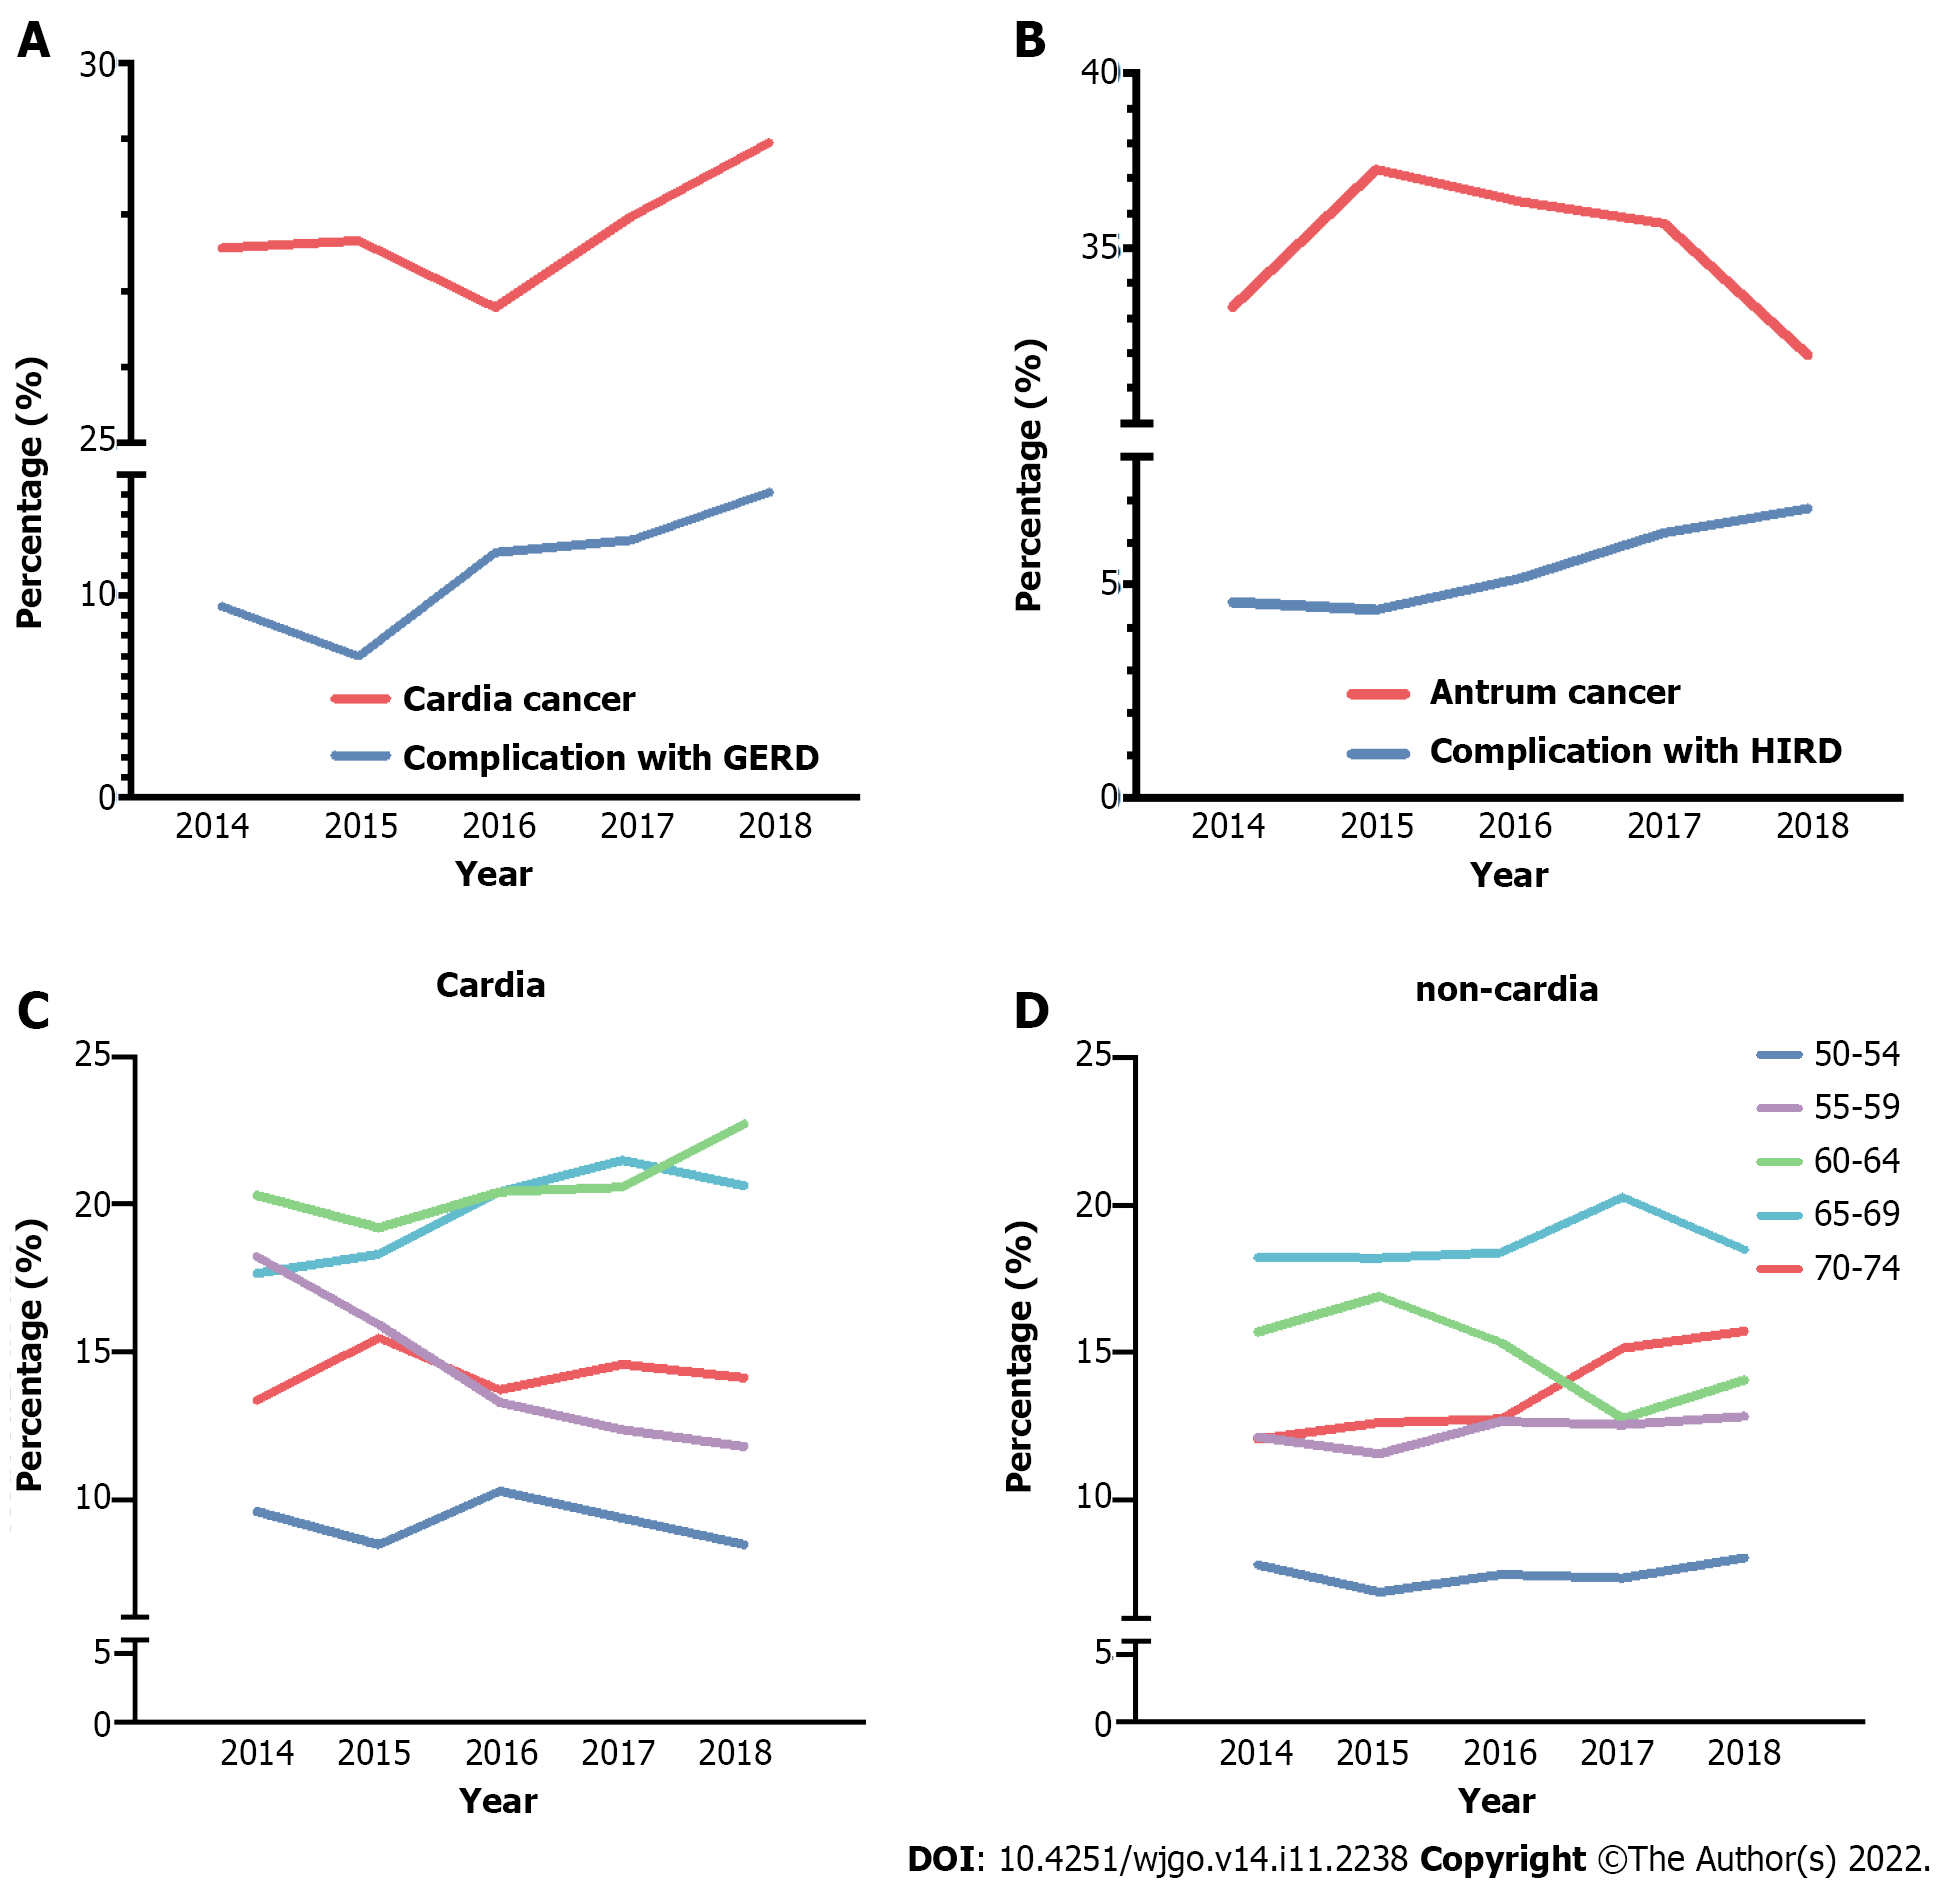 A
30
25
10
0
Percentage (%)
Cardia cancer
Complication with GERD
2014 2015 2016 2017 2018
Year
B
40
35
5
0
Percentage (%)
Antrum cancer
Complication with HIRD
2014 2015 2016 2017 2018
Year
C
Cardia
25
20
15
10
5
0
Percentage (%)
2014 2015 2016 2017 2018
Year
D
non-cardia
25
20
15
10
5
0
Percentage (%)
50-54
55-59
60-64
65-69
70-74
2014 2015 2016 2017 2018
Year
DOI: 10.4251/wjgo.v14.i11.2238 Copyright ©The Author(s) 2022.